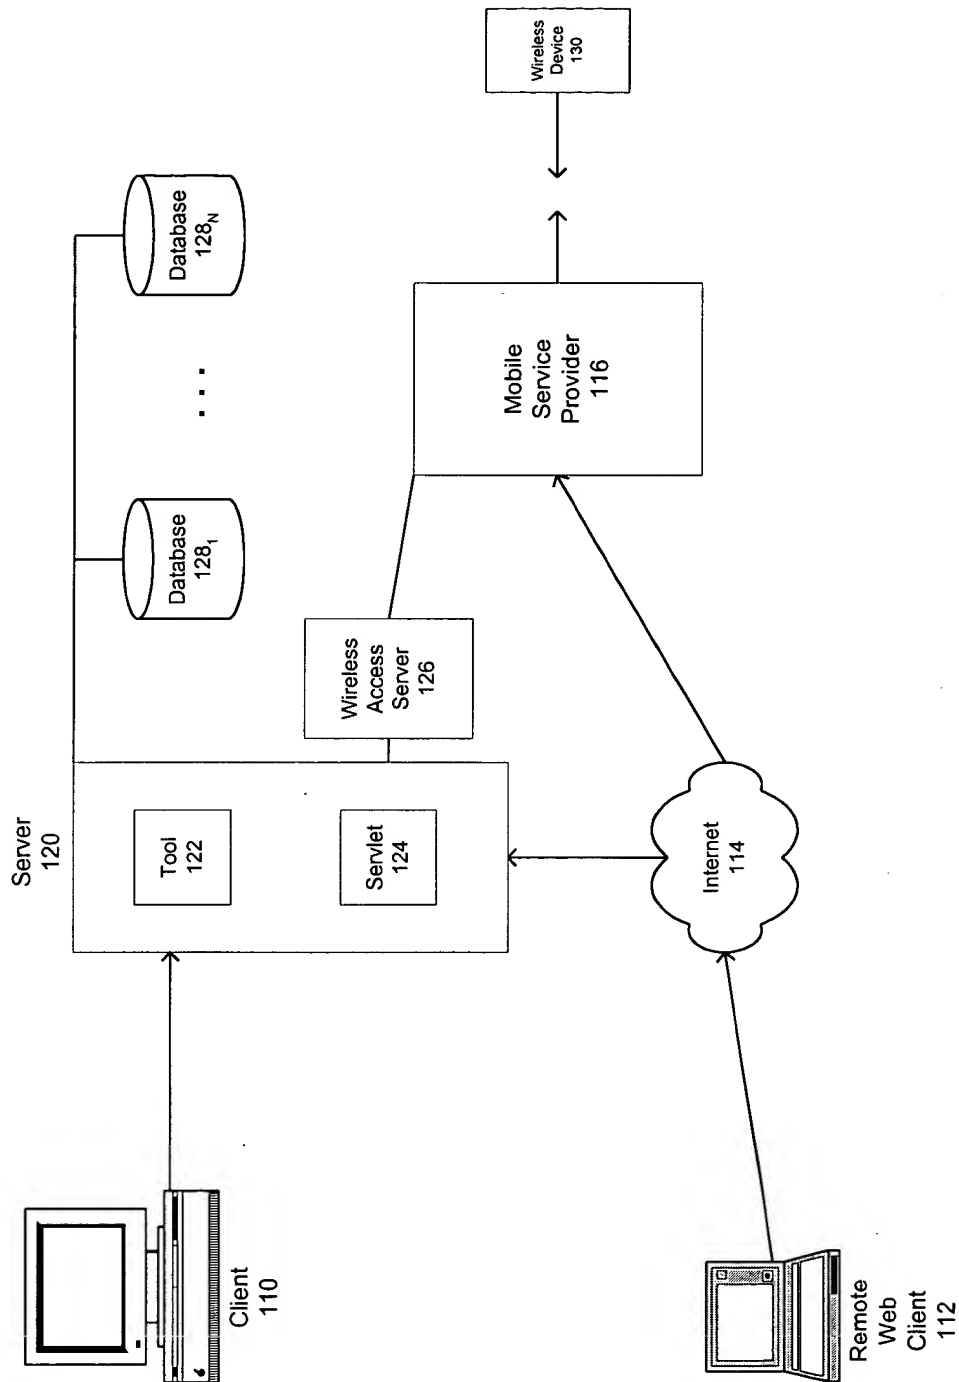 Server
120
Database
128₁
. . .
Database
128N
Client
110
Tool
122
Servlet
124
Wireless
Access
Server
126
Mobile
Service
Provider
116
Wireless
Device
130
Remote
Web
Client
112
Internet
114